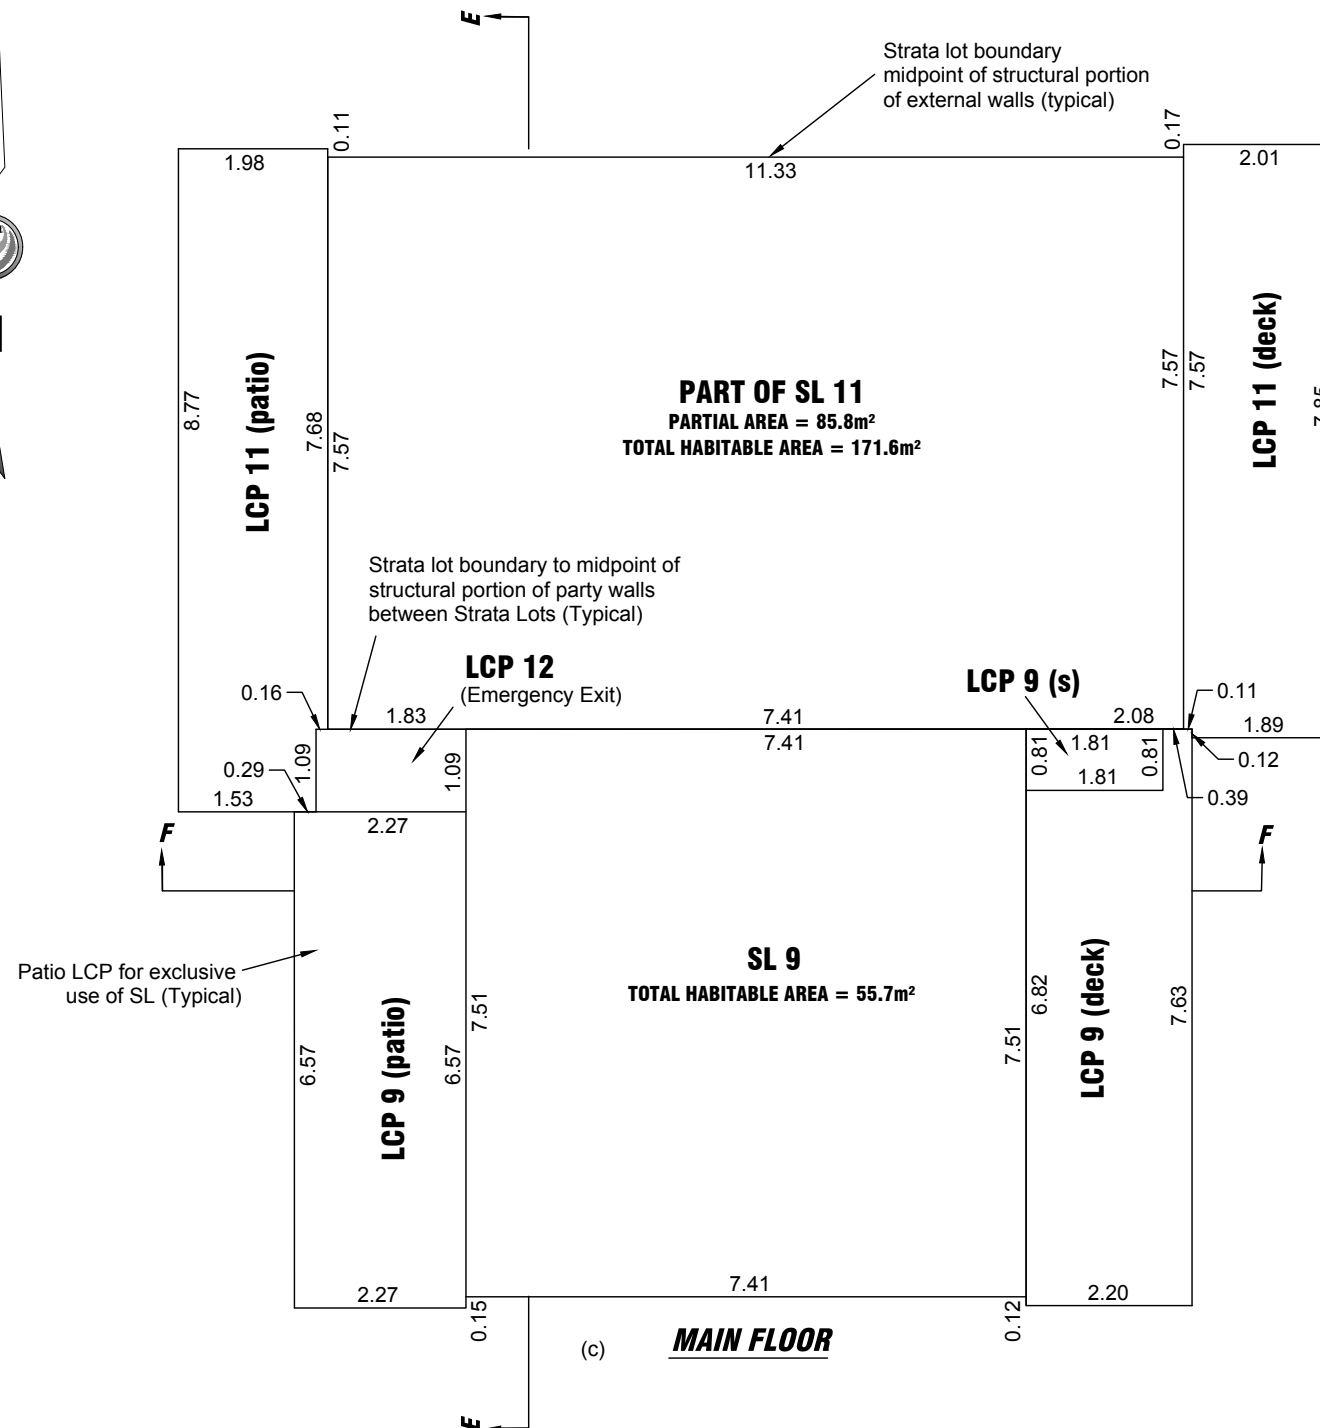 E
Strata lot boundary
midpoint of structural portion
of external walls (typical)
0.11
0.17
1.98
11.33
2.01
8.77
LCP 11 (patio)
7.68
7.57
PART OF SL 11
PARTIAL AREA = 85.8m²
TOTAL HABITABLE AREA = 171.6m²
7.57
7.57
LCP 11 (deck)
Strata lot boundary to midpoint of
structural portion of party walls
between Strata Lots (Typical)
LCP 12
(Emergency Exit)
LCP 9 (s)
0.16
0.11
1.83
7.41
2.08
1.89
7.41
1.09
1.09
0.81
1.81
0.81
0.12
0.29
1.81
1.53
0.39
2.27
F
F
Patio LCP for exclusive
use of SL (Typical)
SL 9
TOTAL HABITABLE AREA = 55.7m²
6.57
LCP 9 (patio)
6.57
7.51
7.51
6.82
LCP 9 (deck)
7.63
2.27
7.41
2.20
0.15
0.12
(c)
MAIN FLOOR
E